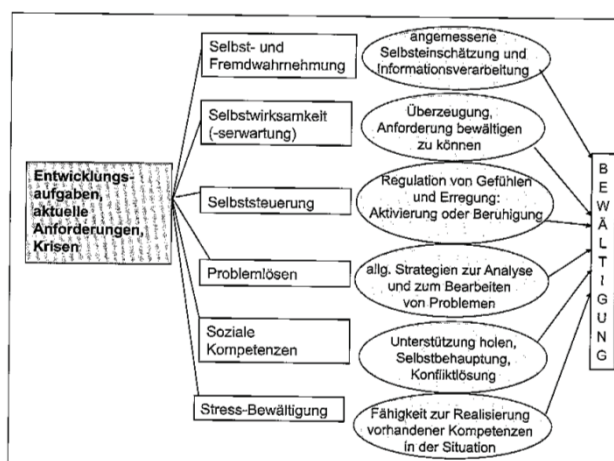 Entwicklungs-
aufgaben,
aktuelle
Anforderungen,
Krisen
Selbst- und
Fremdwahrnehmung
angemessene
Selbsteinschätzung und
Informationsverarbeitung
Selbstwirksamkeit
(-serwartung)
Überzeugung,
Anforderung bewältigen
zu können
Selbststeuerung
Regulation von Gefühlen
und Erregung:
Aktivierung oder Beruhigung
Problemlösen
allg. Strategien zur Analyse
und zum Bearbeiten
von Problemen
Soziale
Kompetenzen
Unterstützung holen,
Selbstbehauptung,
Konfliktlösung
Stress-Bewältigung
Fähigkeit zur Realisierung
vorhandener Kompetenzen
in der Situation
BEWÄLTIGUNG